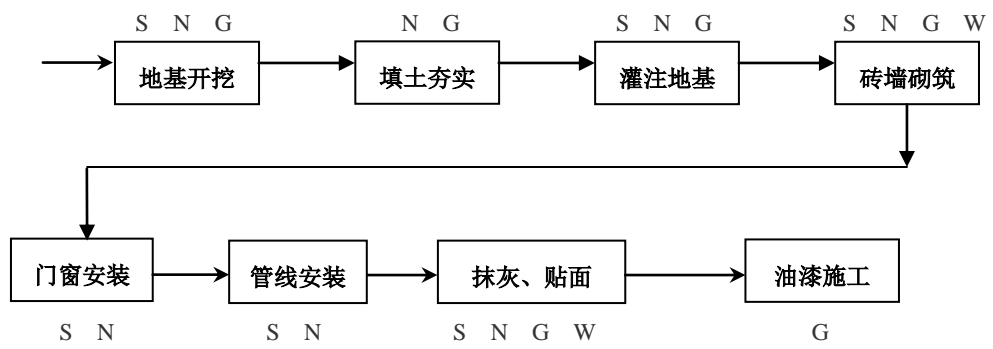 S N G N G S N G S N G W
地基开挖 填土夯实 灌注地基 砖墙砌筑
门窗安装 管线安装 抹灰、贴面 油漆施工
S N S N S N G W G